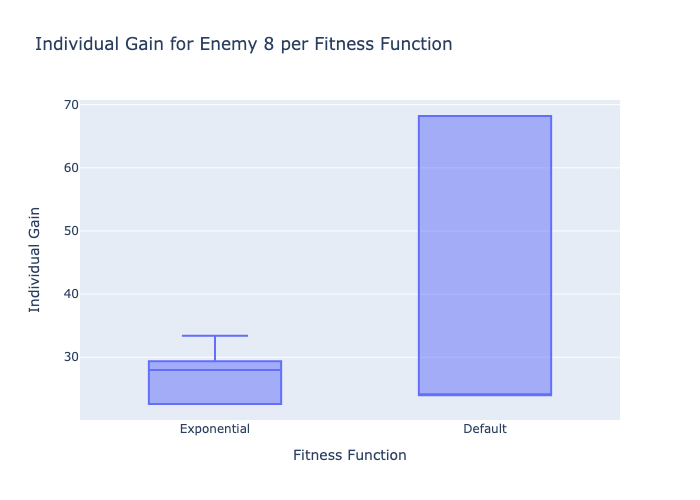 Individual Gain for Enemy 8 per Fitness Function
70
60
50
40
30
Individual Gain
Exponential
Default
Fitness Function